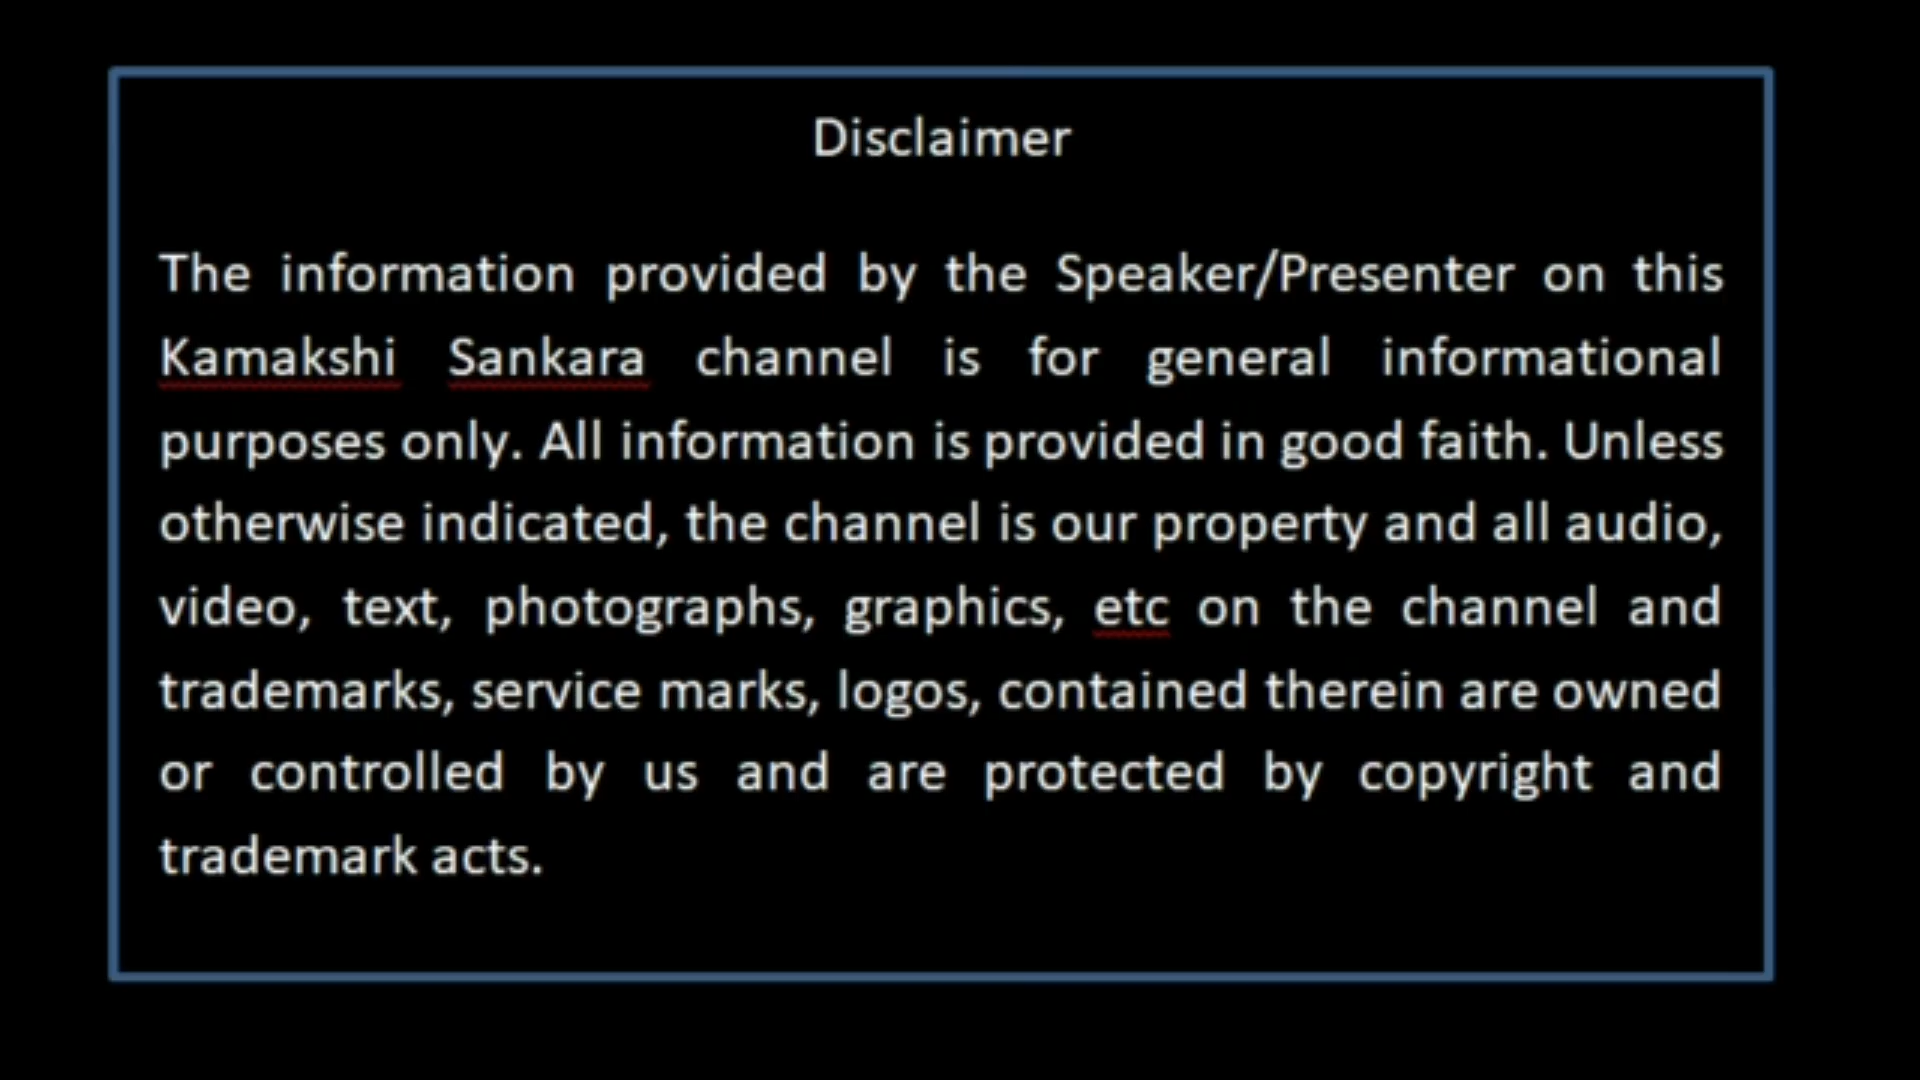 Disclaimer
The information provided by the Speaker/Presenter on this
Kamakshi Sankara channel is for general informational
purposes only. All information is provided in good faith. Unless
otherwise indicated, the channel is our property and all audio,
video, text, photographs, graphics, etc on the channel and
trademarks, service marks, logos, contained therein are owned
or controlled by us and are protected by copyright and
trademark acts.